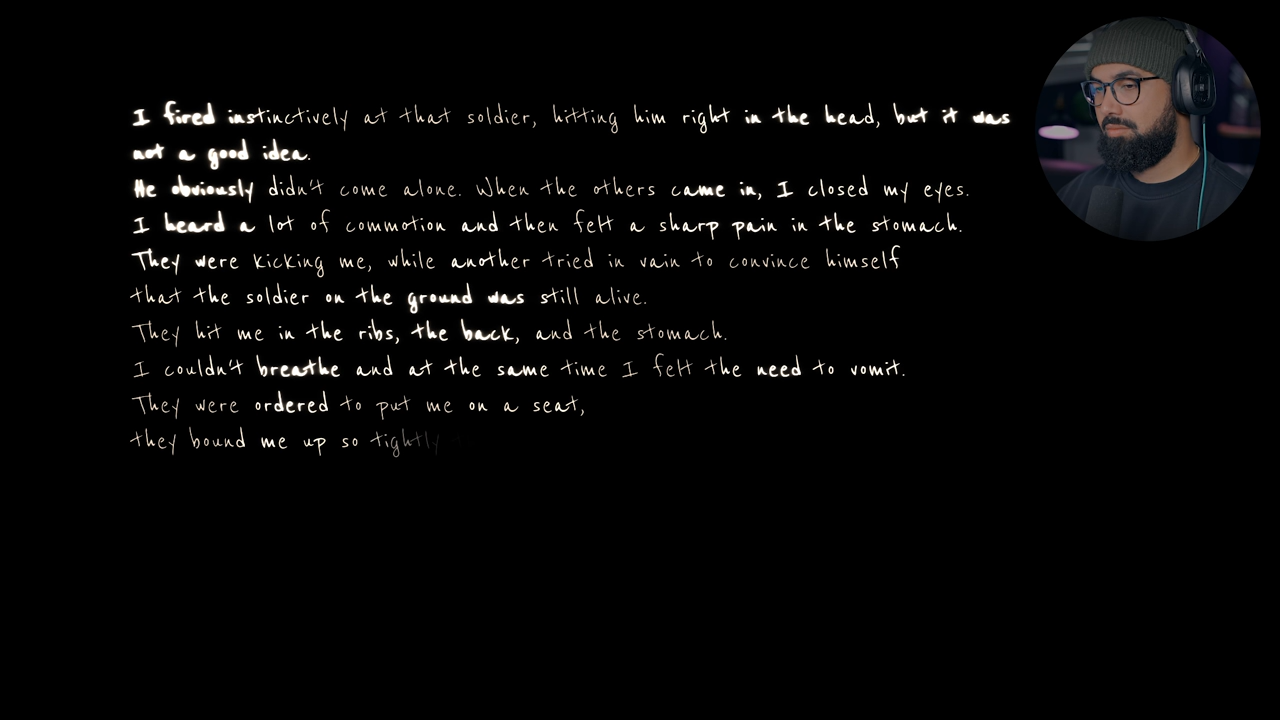 I fired instinctively at that soldier, hitting him right in the head, but it was
not a good idea.
He obviously didn't come alone. When the others came in, I closed my eyes.
I heard a lot of commotion and then felt a sharp pain in the stomach.
They were kicking me, while another tried in vain to convince himself
that the soldier on the ground was still alive.
They hit me in the ribs, the back, and the stomach.
I couldn't breathe and at the same time I felt the need to vomit.
They were ordered to put me on a seat,
they bound me up so tightly